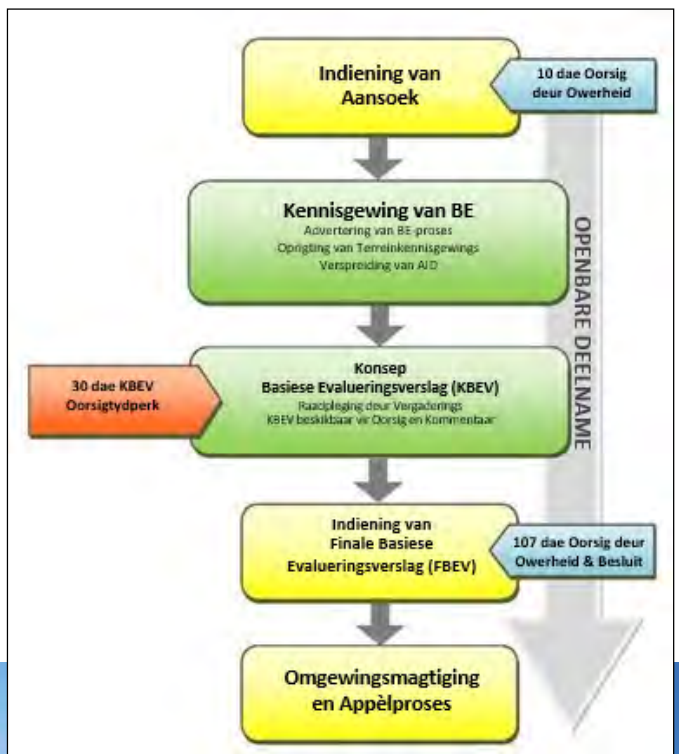 Indiening van
Aansoek
10 dae Oorsig
deur Owerheid
Kennisgewing van BE
Advertering van BE-proses
Oprigting van Terreinkennisgewings
Verspreiding van AID
OPENBARE DEELNAME
30 dae KBEV
Oorsigtydperk
Konsep
Basiese Evalueringsverslag (KBEV)
Raadpleging deur Vergaderings
KBEV beskikbaar vir Oorsig en Kommentaar
Indiening van
Finale Basiese
Evalueringsverslag (FBEV)
107 dae Oorsig deur
Owerheid & Besluit
Omgewingsmagtiging
en Appèlproses